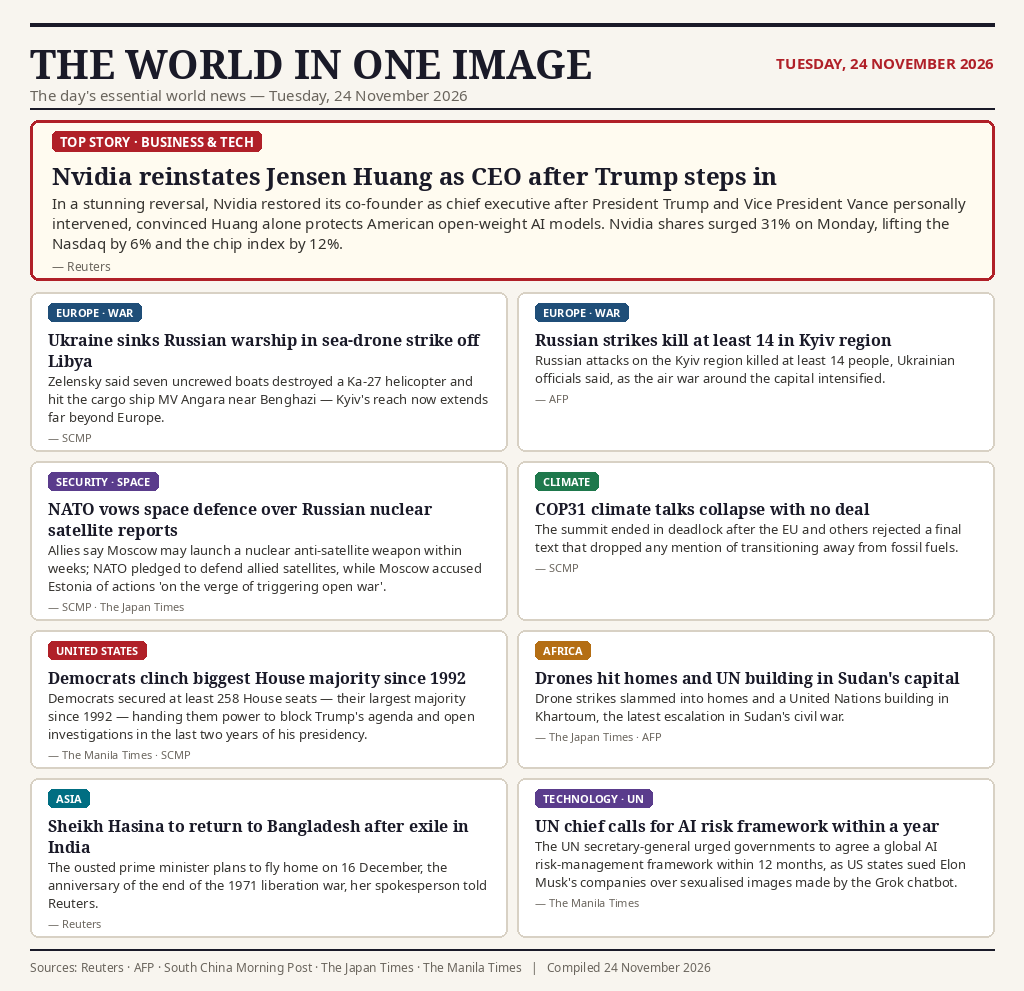 THE WORLD IN ONE IMAGE
TUESDAY, 24 NOVEMBER 2026
The day's essential world news — Tuesday, 24 November 2026
TOP STORY · BUSINESS & TECH
Nvidia reinstates Jensen Huang as CEO after Trump steps in
In a stunning reversal, Nvidia restored its co-founder as chief executive after President Trump and Vice President Vance personally
intervened, convinced Huang alone protects American open-weight AI models. Nvidia shares surged 31% on Monday, lifting the
Nasdaq by 6% and the chip index by 12%.
— Reuters
EUROPE · WAR
Ukraine sinks Russian warship in sea-drone strike off
Libya
Zelensky said seven uncrewed boats destroyed a Ka-27 helicopter and
hit the cargo ship MV Angara near Benghazi — Kyiv's reach now extends
far beyond Europe.
— SCMP
EUROPE · WAR
Russian strikes kill at least 14 in Kyiv region
Russian attacks on the Kyiv region killed at least 14 people, Ukrainian
officials said, as the air war around the capital intensified.
— AFP
SECURITY · SPACE
NATO vows space defence over Russian nuclear
satellite reports
Allies say Moscow may launch a nuclear anti-satellite weapon within
weeks; NATO pledged to defend allied satellites, while Moscow accused
Estonia of actions 'on the verge of triggering open war'.
— SCMP · The Japan Times
CLIMATE
COP31 climate talks collapse with no deal
The summit ended in deadlock after the EU and others rejected a final
text that dropped any mention of transitioning away from fossil fuels.
— SCMP
UNITED STATES
Democrats clinch biggest House majority since 1992
Democrats secured at least 258 House seats — their largest majority
since 1992 — handing them power to block Trump's agenda and open
investigations in the last two years of his presidency.
— The Manila Times · SCMP
AFRICA
Drones hit homes and UN building in Sudan's capital
Drone strikes slammed into homes and a United Nations building in
Khartoum, the latest escalation in Sudan's civil war.
— The Japan Times · AFP
ASIA
Sheikh Hasina to return to Bangladesh after exile in
India
The ousted prime minister plans to fly home on 16 December, the
anniversary of the end of the 1971 liberation war, her spokesperson told
Reuters.
— Reuters
TECHNOLOGY · UN
UN chief calls for AI risk framework within a year
The UN secretary-general urged governments to agree a global AI
risk-management framework within 12 months, as US states sued Elon
Musk's companies over sexualised images made by the Grok chatbot.
— The Manila Times
Sources: Reuters · AFP · South China Morning Post · The Japan Times · The Manila Times | Compiled 24 November 2026